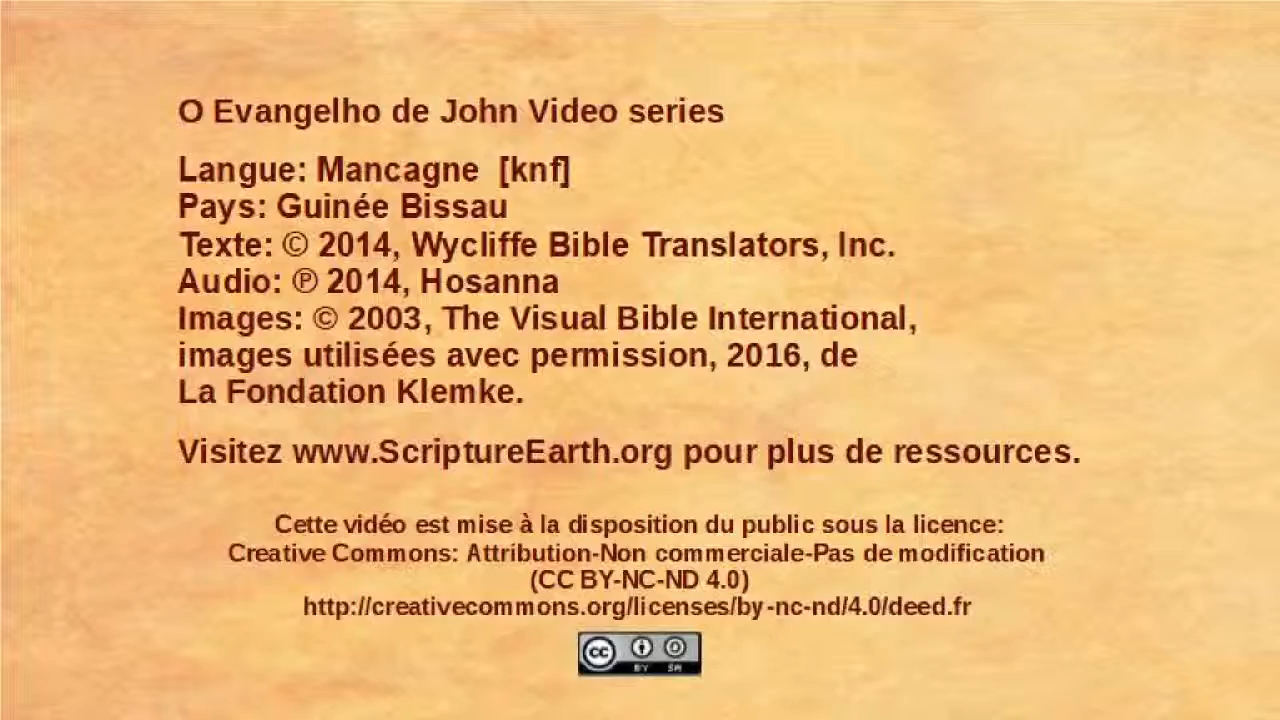 O Evangelho de John Video series
Langue: Mancagne [knf]
Pays: Guinée Bissau
Texte: © 2014, Wycliffe Bible Translators, Inc.
Audio: ℗ 2014, Hosanna
Images: © 2003, The Visual Bible International,
images utilisées avec permission, 2016, de
La Fondation Klemke.
Visitez www.ScriptureEarth.org pour plus de ressources.
Cette vidéo est mise à la disposition du public sous la licence:
Creative Commons: Attribution-Non commerciale-Pas de modification
(CC BY-NC-ND 4.0)
http://creativecommons.org/licenses/by-nc-nd/4.0/deed.fr
cc BY SA